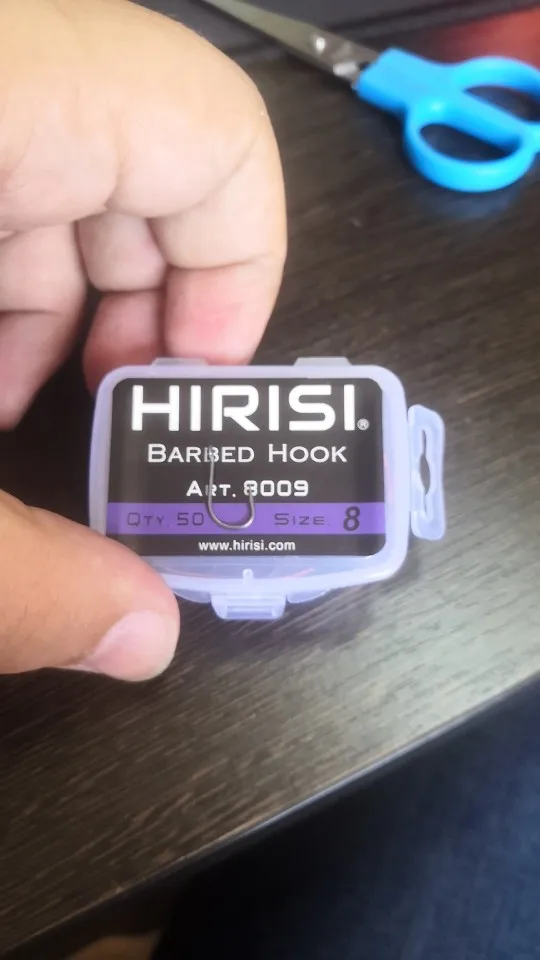 HIRISI®
BARBED HOOK
ART. 8009
QTY. 50 SIZE. 8
www.hirisi.com